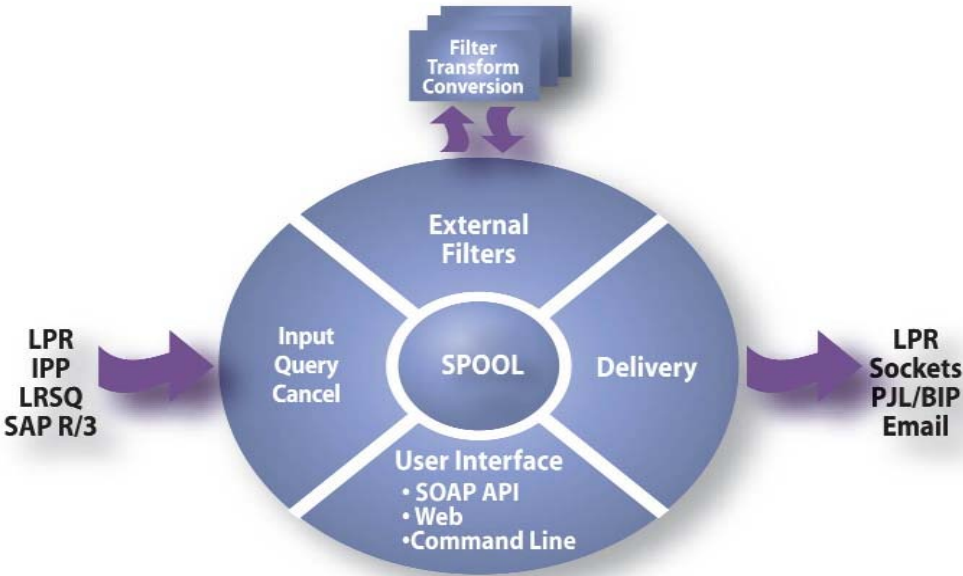 Filter
Transform
Conversion
External
Filters
LPR
IPP
LRSQ
SAP R/3
Input
Query
Cancel
SPOOL
Delivery
LPR
Sockets
PJL/BIP
Email
User Interface
• SOAP API
• Web
•Command Line